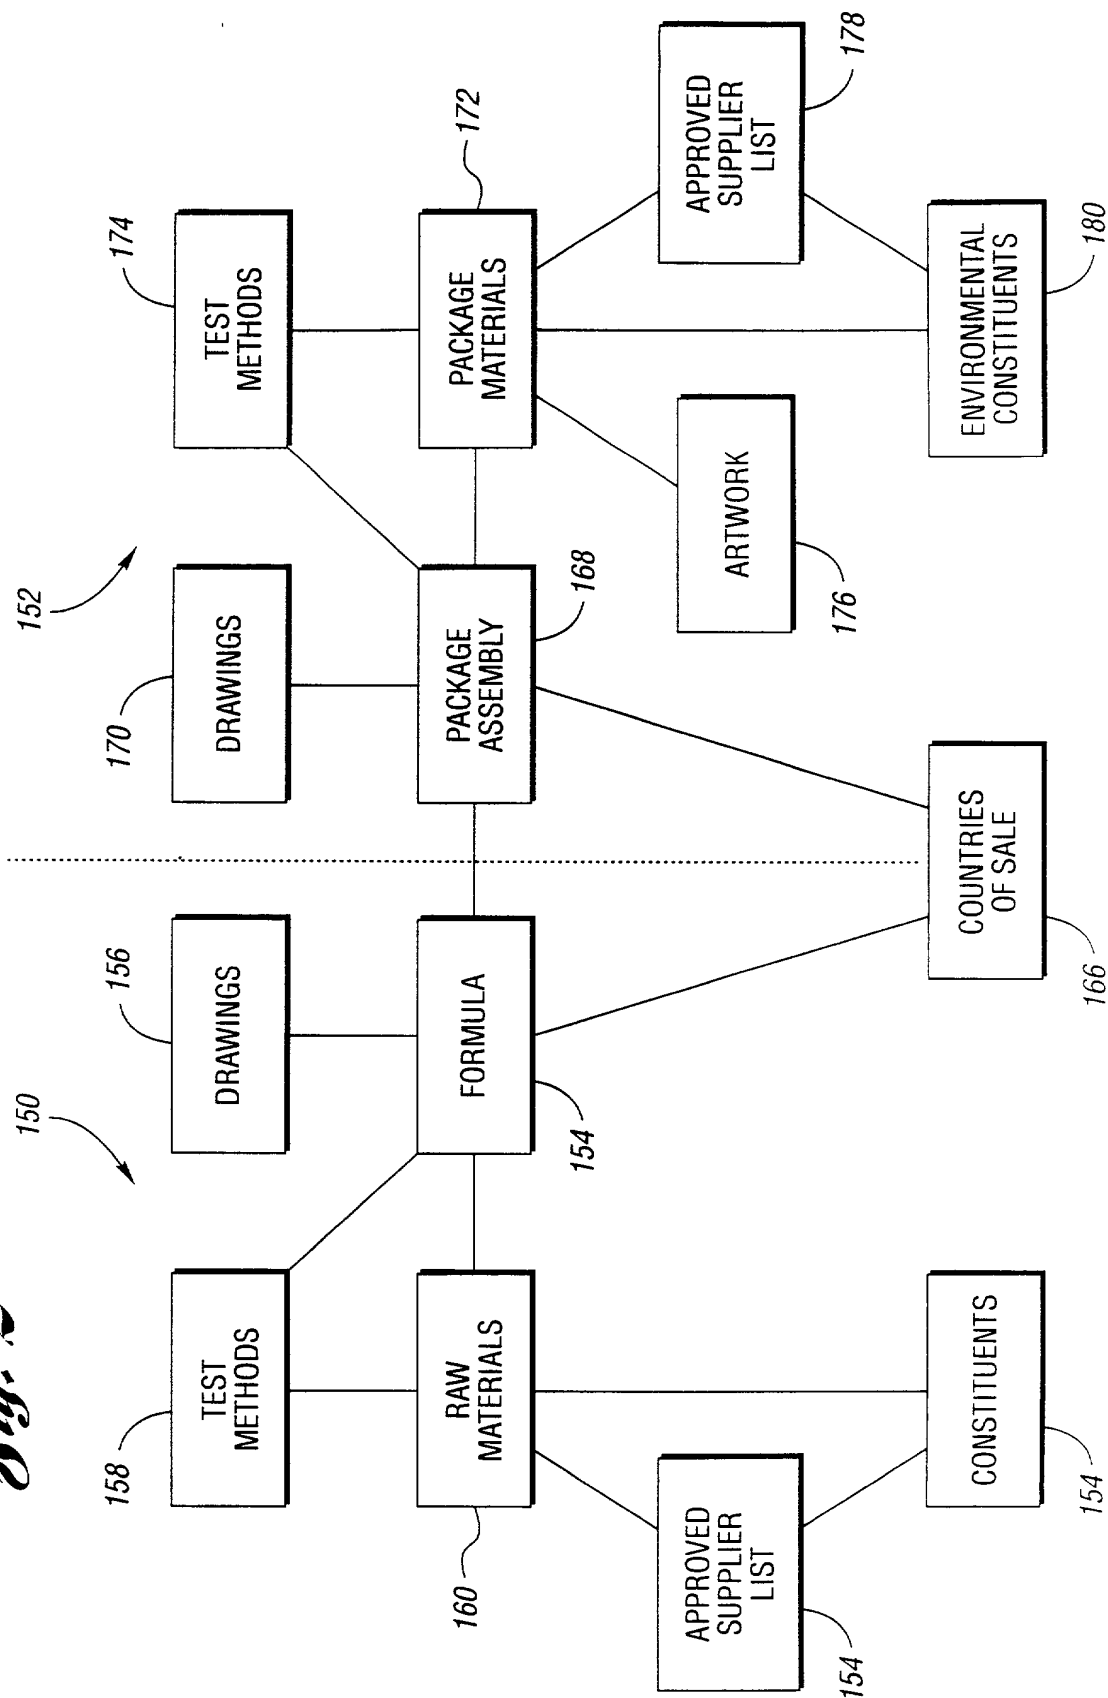 150
152
158
156
170
174
TEST
METHODS
DRAWINGS
DRAWINGS
TEST
METHODS
160
RAW
MATERIALS
FORMULA
PACKAGE
ASSEMBLY
PACKAGE
MATERIALS
172
154
168
APPROVED
SUPPLIER
LIST
ARTWORK
APPROVED
SUPPLIER
LIST
154
176
178
CONSTITUENTS
COUNTRIES
OF SALE
ENVIRONMENTAL
CONSTITUENTS
154
166
180